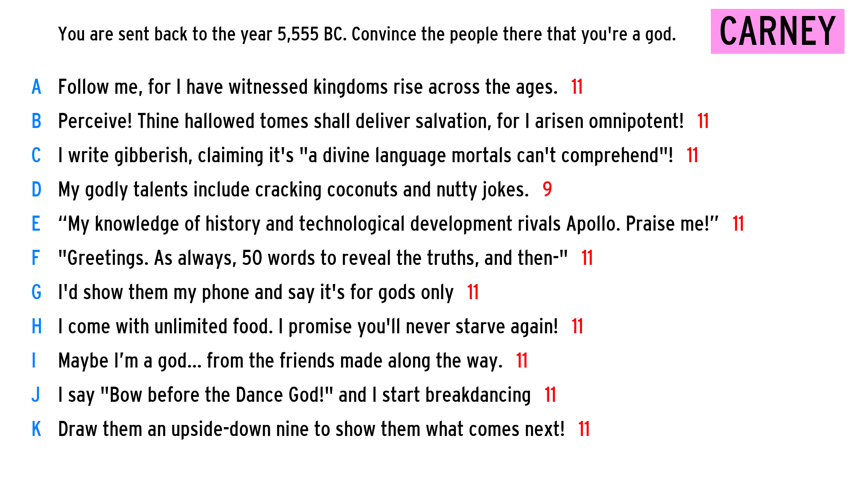 You are sent back to the year 5,555 BC. Convince the people there that you're a god.
CARNEY
A Follow me, for I have witnessed kingdoms rise across the ages. 11
B Perceive! Thine hallowed tomes shall deliver salvation, for I arisen omnipotent! 11
C I write gibberish, claiming it's "a divine language mortals can't comprehend"! 11
D My godly talents include cracking coconuts and nutty jokes. 9
E “My knowledge of history and technological development rivals Apollo. Praise me!” 11
F "Greetings. As always, 50 words to reveal the truths, and then-" 11
G I'd show them my phone and say it's for gods only 11
H I come with unlimited food. I promise you'll never starve again! 11
I Maybe I’m a god... from the friends made along the way. 11
J I say "Bow before the Dance God!" and I start breakdancing 11
K Draw them an upside-down nine to show them what comes next! 11